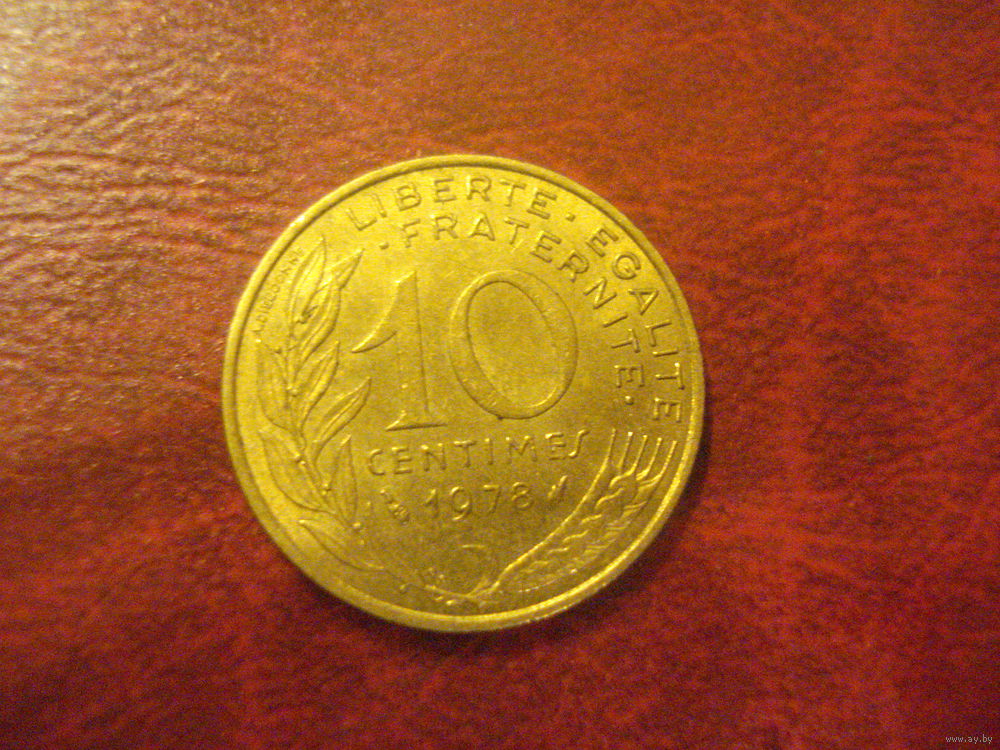 LIBERTE · EGALITE
· FRATERNITE ·
10
CENTIMES
1978
www.ay.by